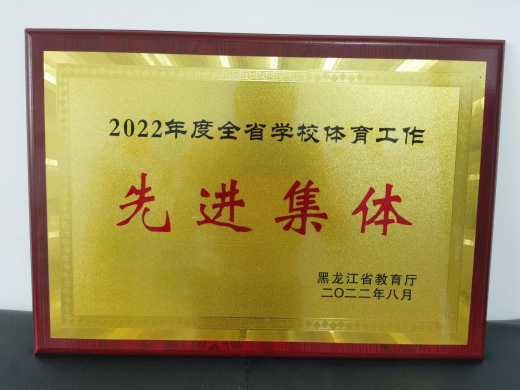 2022年度全省学校体育工作
先进集体
黑龙江省教育厅
二〇二二年八月